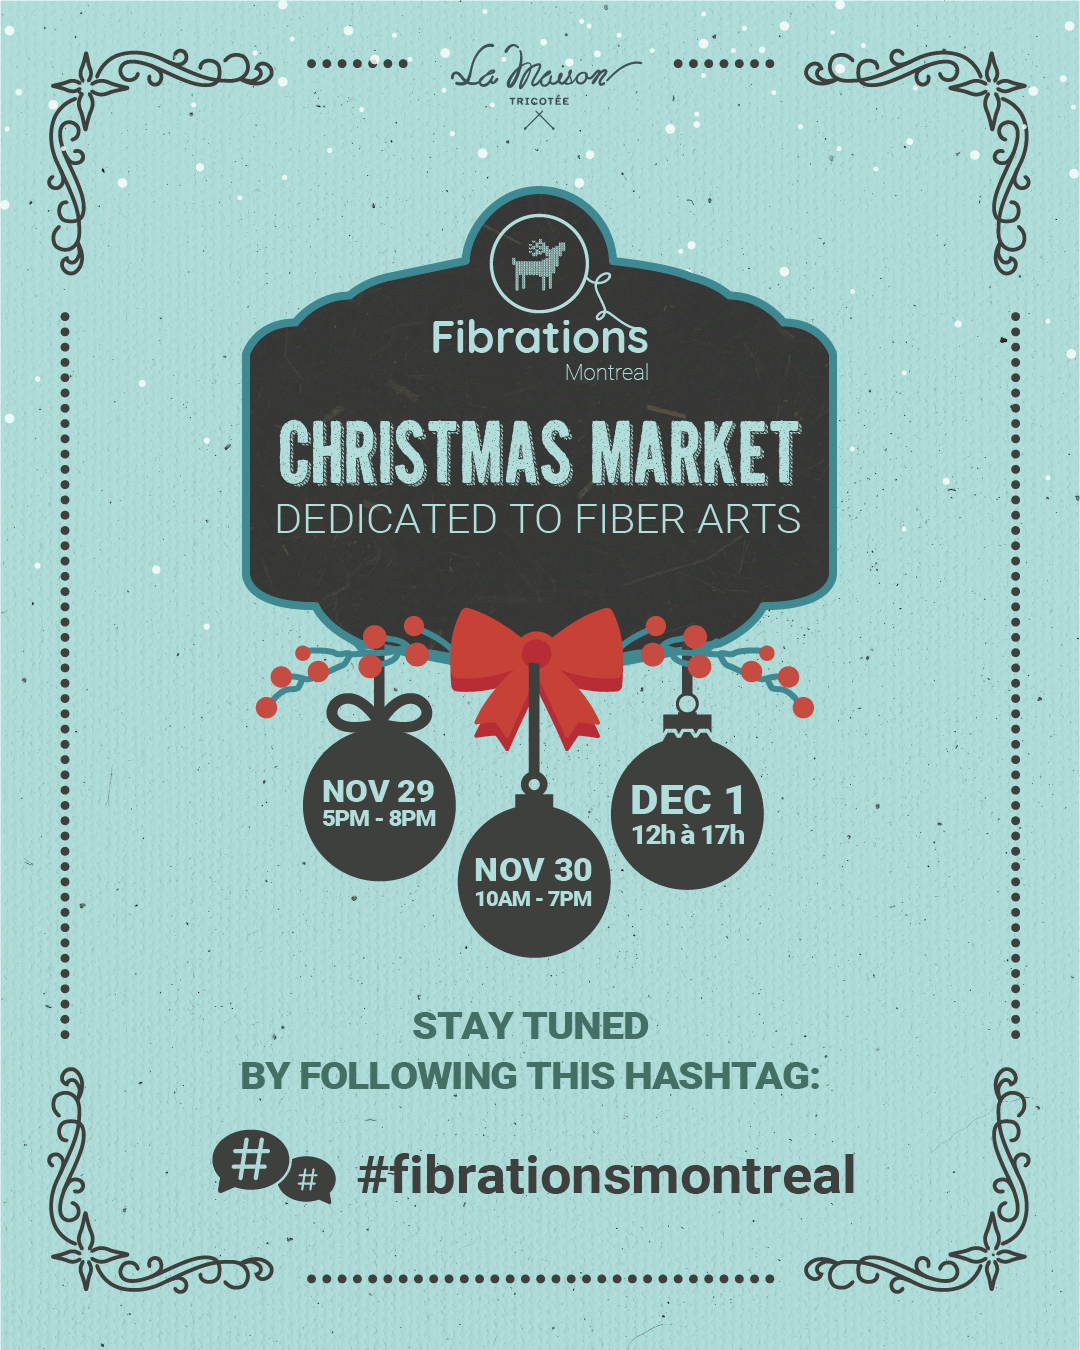 La Maison
TRICOTÉE
Fibrations
Montreal
CHRISTMAS MARKET
DEDICATED TO FIBER ARTS
NOV 29
5PM - 8PM
NOV 30
10AM - 7PM
DEC 1
12h à 17h
STAY TUNED
BY FOLLOWING THIS HASHTAG:
# #
#fibrationsmontreal